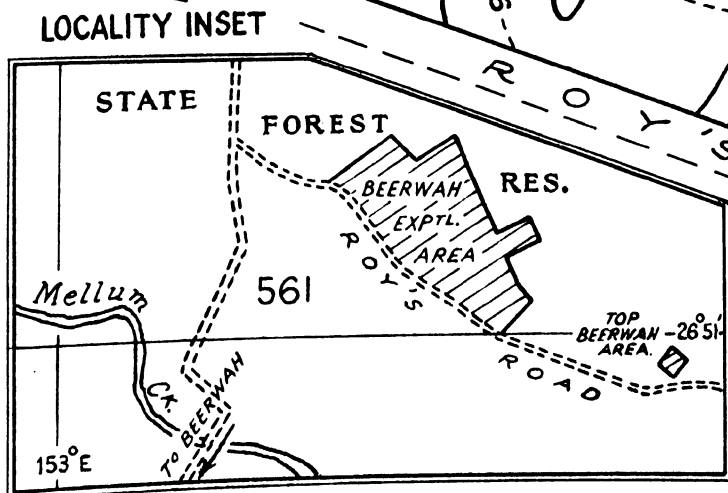 LOCALITY INSET
ROY'S
STATE
FOREST
RES.
BEERWAH
EXPTL.
AREA
ROY'S
561
Mellum
Ck.
TOP
BEERWAH
AREA.
-26°51'
ROAD
TO BEERWAH
153°E